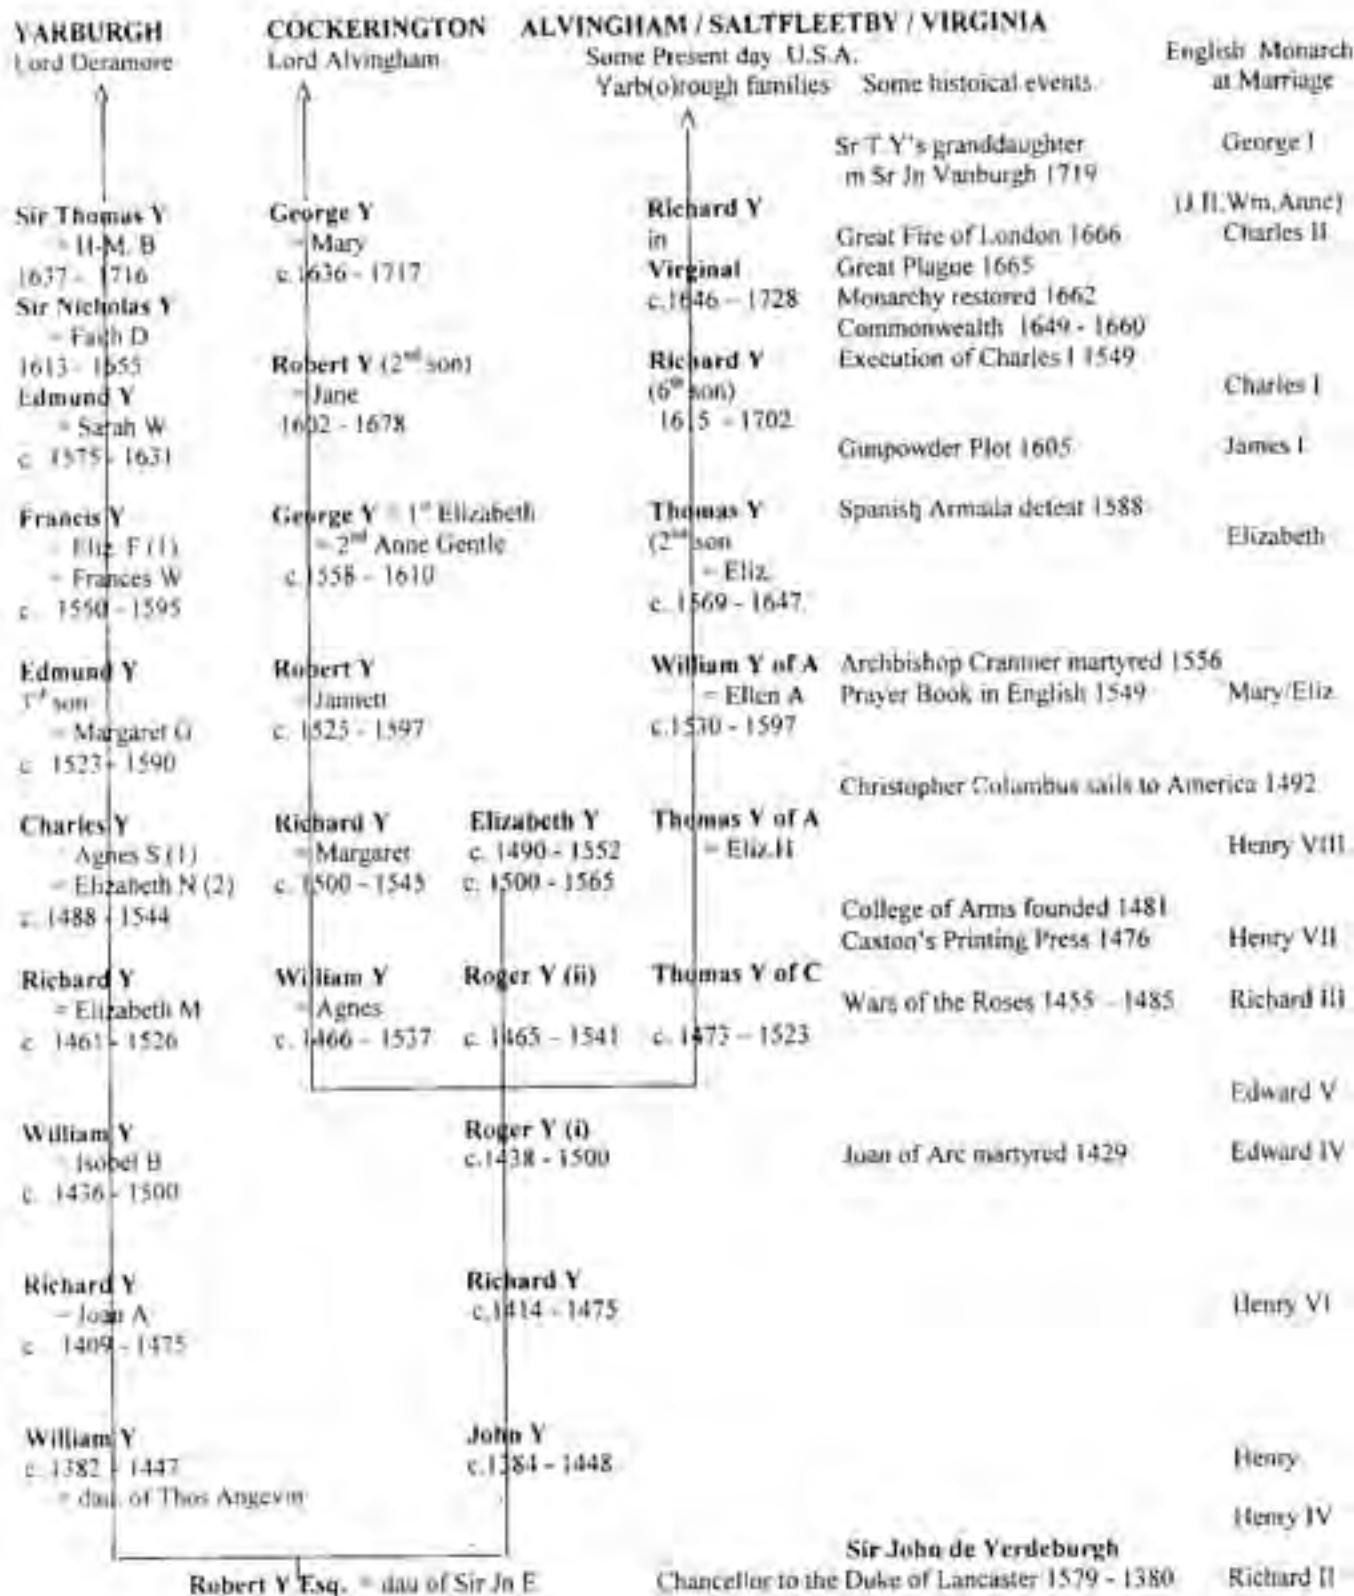 YARBURGH
Lord Deramore
Sir Thomas Y
= H-M. B
1637 - 1716
Sir Nicholas Y
= Faith D
1613 - 1655
Edmund Y
= Sarah W
c 1575 - 1631
Francis Y
= Eliz F (1)
= Frances W
c. 1550 - 1595
Edmund Y
son
= Margaret G
c 1523 - 1590
Charles Y
Agnes S (1)
= Elizabeth N (2)
c. 1488 - 1544
Richard Y
= Elizabeth M
c 1461 - 1526
William Y
Isobel B
c. 1436 - 1500
Richard Y
= Joan A
c 1409 - 1475
William Y
c. 1382 - 1447
= dau. of Thos Angevin
Robert Y Esq. = dau of Sir Jn E
COCKERINGTON
Lord Alvingham
George Y
= Mary
c. 1636 - 1717
Robert Y (2nd son)
= Jane
1602 - 1678
George Y = 1st Elizabeth
= 2nd Anne Gentle
c. 1558 - 1610
Robert Y
= Jannett
c. 1525 - 1597
Richard Y
= Margaret
c. 1500 - 1545
William Y
= Agnes
c. 1466 - 1537
Elizabeth Y
c. 1490 - 1552
c. 1500 - 1565
Roger Y (ii)
c. 1465 - 1541
Roger Y (i)
c.1438 - 1500
Richard Y
c.1414 - 1475
John Y
c.1384 - 1448
ALVINGHAM / SALTFLEETBY / VIRGINIA
Some Present day U.S.A.
Yarb(o)rough families
Richard Y
in
Virginal
c.1646 - 1728
Richard Y
(6th son)
1615 - 1702
Thomas Y
(2nd son
= Eliz.
c. 1569 - 1647.
William Y of A
= Ellen A
c.1530 - 1597
Thomas Y of A
= Eliz.H
Thomas Y of C
c. 1473 - 1523
Some histoical events
Sr T Y's granddaughter
m Sr Jn Vanburgh 1719
Great Fire of London 1666
Great Plague 1665
Monarchy restored 1662
Commonwealth 1649 - 1660
Execution of Charles I 1549
Gunpowder Plot 1605
Spanish Armada defeat 1588
Archbishop Cranmer martyred 1556
Prayer Book in English 1549
Christopher Columbus sails to America 1492
College of Arms founded 1481
Caxton's Printing Press 1476
Wars of the Roses 1455 - 1485
Joan of Arc martyred 1429
Sir John de Yerdeburgh
Chancellor to the Duke of Lancaster 1579 - 1380
English Monarch
at Marriage
George I
(J II,Wm,Anne)
Charles II
Charles I
James I
Elizabeth
Mary/Eliz
Henry VIII
Henry VII
Richard III
Edward V
Edward IV
Henry VI
Henry
Henry IV
Richard II